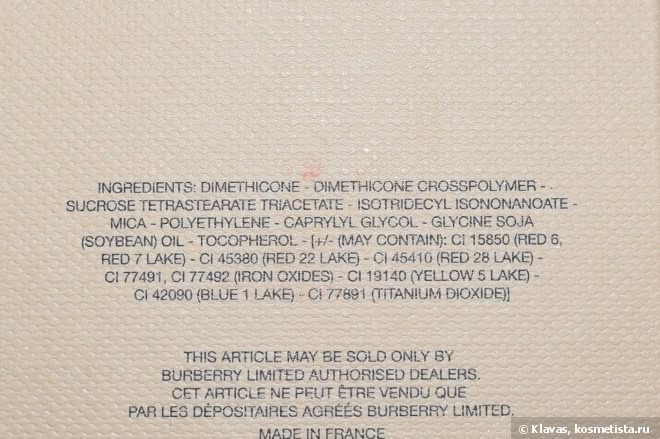 INGREDIENTS: DIMETHICONE - DIMETHICONE CROSSPOLYMER -
SUCROSE TETRASTEARATE TRIACETATE - ISOTRIDECYL ISONONANOATE -
MICA - POLYETHYLENE - CAPRYLYL GLYCOL - GLYCINE SOJA
(SOYBEAN) OIL - TOCOPHEROL - [+/- (MAY CONTAIN): CI 15850 (RED 6,
RED 7 LAKE) - CI 45380 (RED 22 LAKE) - CI 45410 (RED 28 LAKE) -
CI 77491, CI 77492 (IRON OXIDES) - CI 19140 (YELLOW 5 LAKE) -
CI 42090 (BLUE 1 LAKE) - CI 77891 (TITANIUM DIOXIDE)]
THIS ARTICLE MAY BE SOLD ONLY BY
BURBERRY LIMITED AUTHORISED DEALERS.
CET ARTICLE NE PEUT ÊTRE VENDU QUE
PAR LES DÉPOSITAIRES AGRÉÉS BURBERRY LIMITED.
MADE IN FRANCE
© Klavas, kosmetista.ru